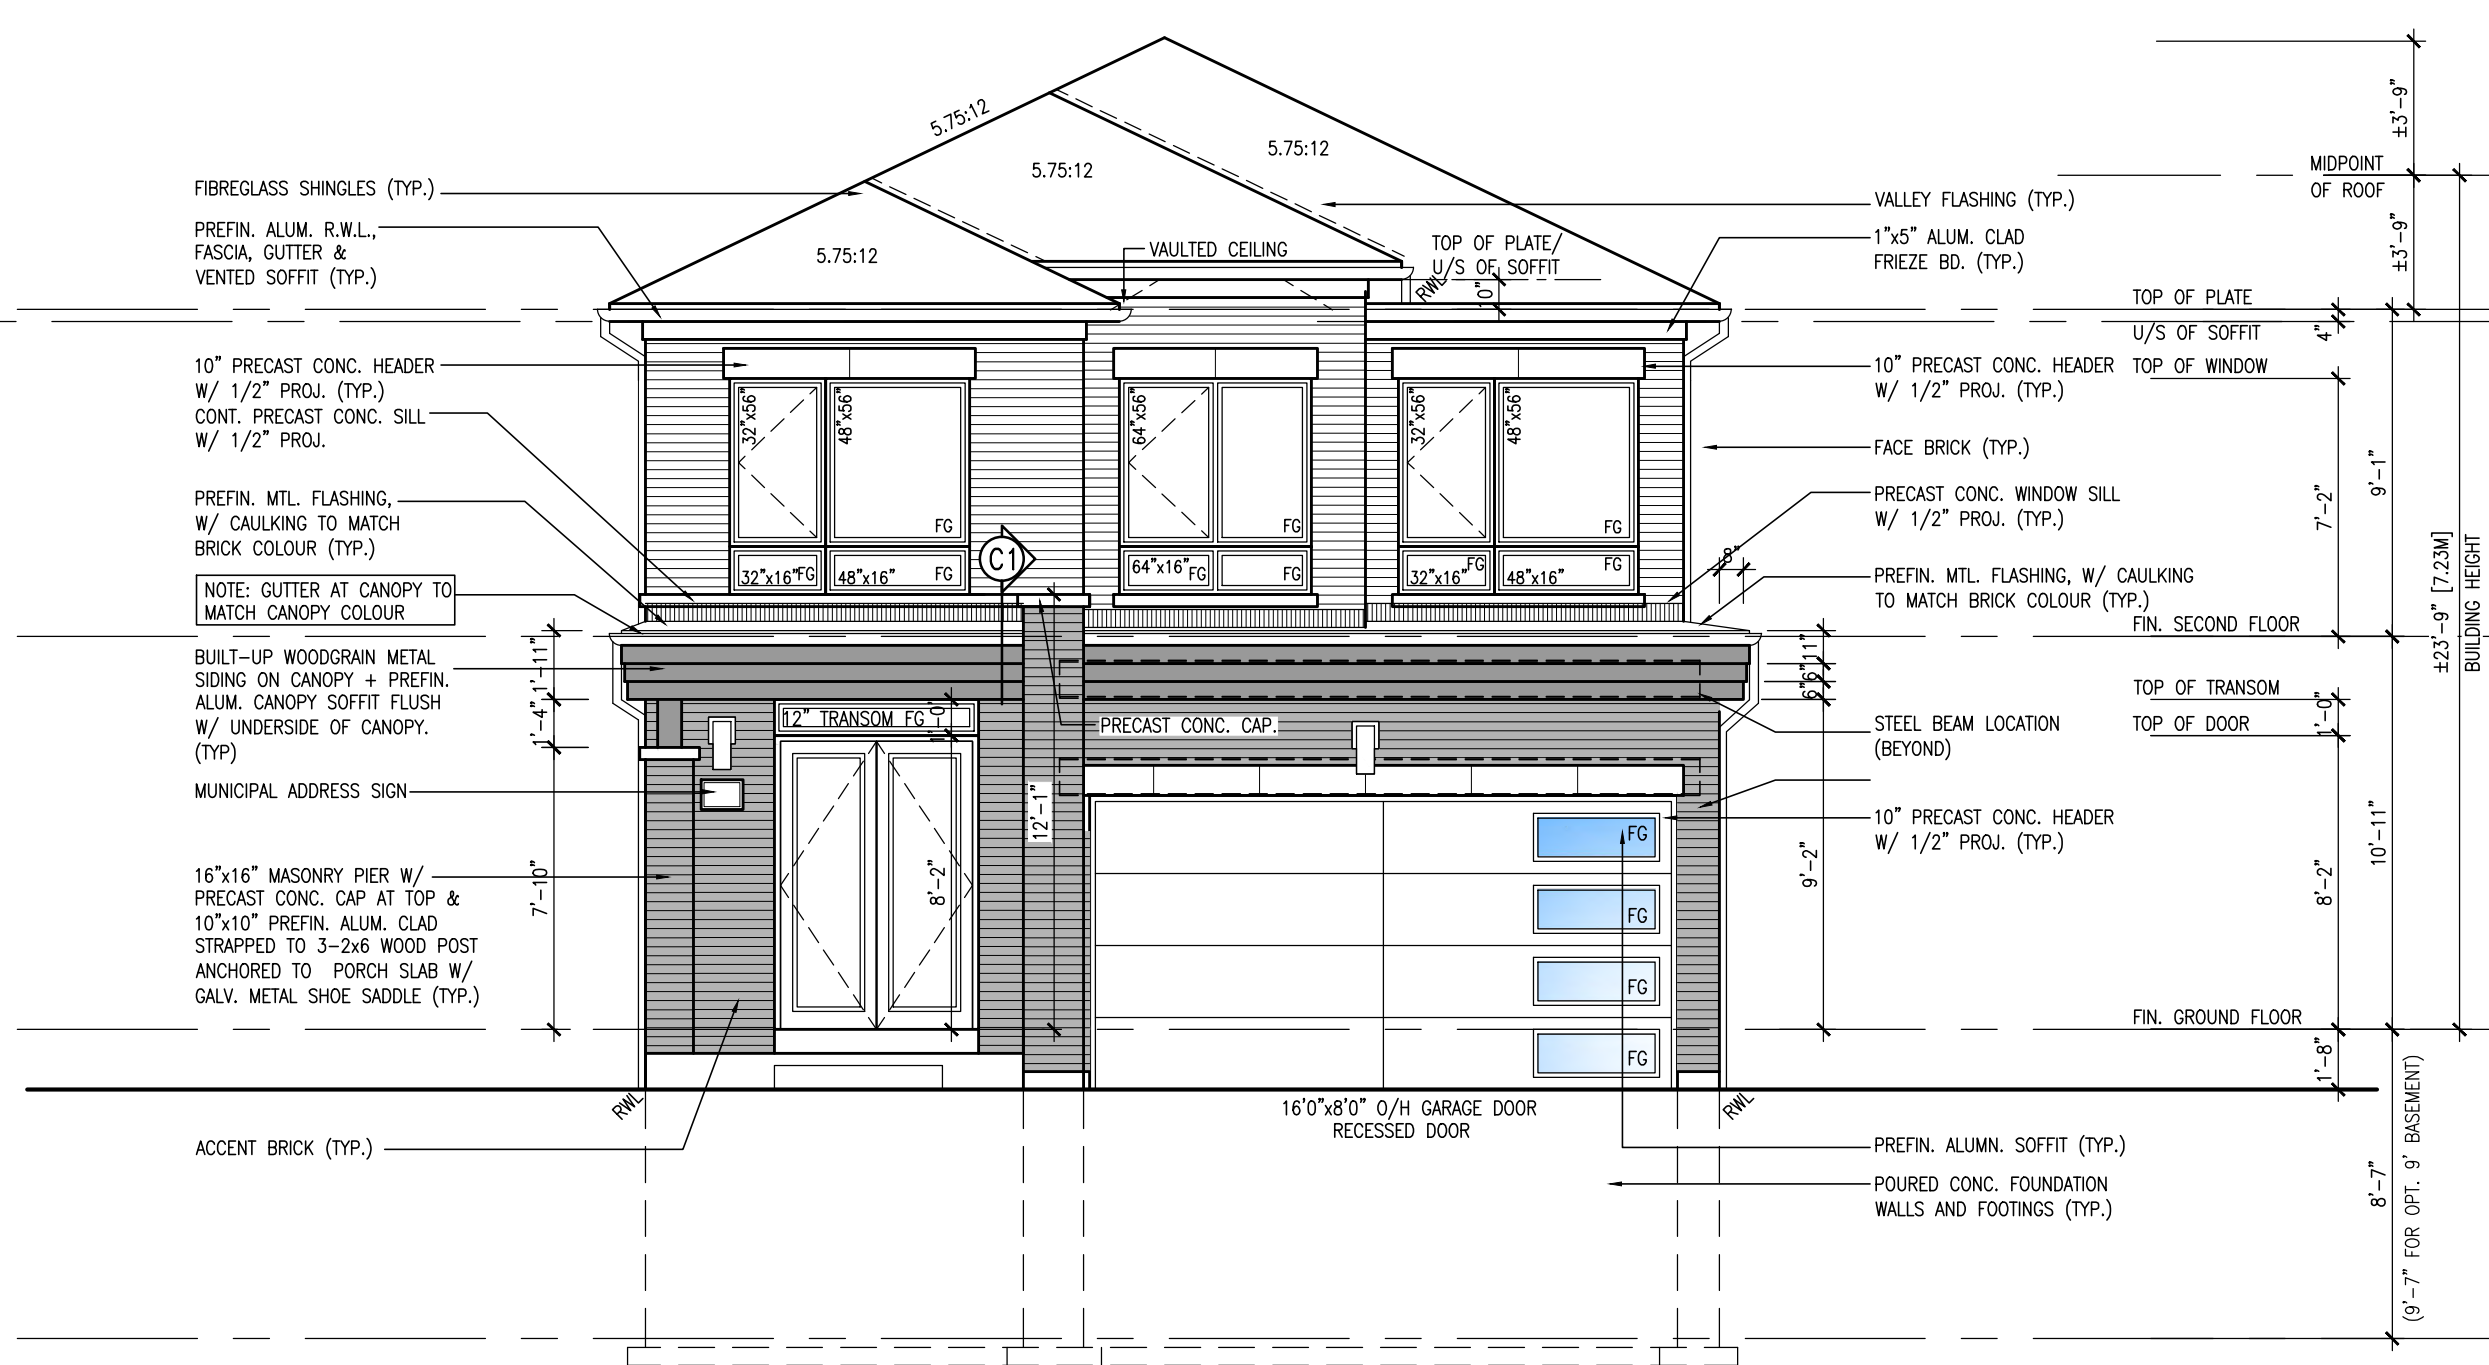 5.75:12
5.75:12
5.75:12
5.75:12
FIBREGLASS SHINGLES (TYP.)
PREFIN. ALUM. R.W.L.,
FASCIA, GUTTER &
VENTED SOFFIT (TYP.)
10" PRECAST CONC. HEADER
W/ 1/2" PROJ. (TYP.)
CONT. PRECAST CONC. SILL
W/ 1/2" PROJ.
PREFIN. MTL. FLASHING,
W/ CAULKING TO MATCH
BRICK COLOUR (TYP.)
NOTE: GUTTER AT CANOPY TO
MATCH CANOPY COLOUR
BUILT-UP WOODGRAIN METAL
SIDING ON CANOPY + PREFIN.
ALUM. CANOPY SOFFIT FLUSH
W/ UNDERSIDE OF CANOPY.
(TYP)
MUNICIPAL ADDRESS SIGN
16"x16" MASONRY PIER W/
PRECAST CONC. CAP AT TOP &
10"x10" PREFIN. ALUM. CLAD
STRAPPED TO 3-2x6 WOOD POST
ANCHORED TO PORCH SLAB W/
GALV. METAL SHOE SADDLE (TYP.)
ACCENT BRICK (TYP.)
1'-11"
1'-4"
7'-10"
VAULTED CEILING
TOP OF PLATE/
U/S OF SOFFIT
RWL
10"
32"x56"
48"x56"
FG
32"x16"
FG
48"x16"
FG
64"x56"
FG
64"x16"
FG
FG
32"x56"
48"x56"
FG
32"x16"
FG
48"x16"
FG
C1
12" TRANSOM FG
1'-0"
8'-2"
12'-1"
PRECAST CONC. CAP.
FG
FG
FG
FG
RWL
RWL
16'0"x8'0" O/H GARAGE DOOR
RECESSED DOOR
VALLEY FLASHING (TYP.)
1"x5" ALUM. CLAD
FRIEZE BD. (TYP.)
10" PRECAST CONC. HEADER
W/ 1/2" PROJ. (TYP.)
FACE BRICK (TYP.)
PRECAST CONC. WINDOW SILL
W/ 1/2" PROJ. (TYP.)
8"
PREFIN. MTL. FLASHING, W/ CAULKING
TO MATCH BRICK COLOUR (TYP.)
11"
6"
6"
9'-2"
STEEL BEAM LOCATION
(BEYOND)
10" PRECAST CONC. HEADER
W/ 1/2" PROJ. (TYP.)
PREFIN. ALUMN. SOFFIT (TYP.)
POURED CONC. FOUNDATION
WALLS AND FOOTINGS (TYP.)
MIDPOINT
OF ROOF
TOP OF PLATE
U/S OF SOFFIT
TOP OF WINDOW
FIN. SECOND FLOOR
TOP OF TRANSOM
TOP OF DOOR
FIN. GROUND FLOOR
±3'-9"
±3'-9"
4"
7'-2"
9'-1"
1'-0"
8'-2"
10'-11"
1'-8"
8'-7"
(9'-7" FOR OPT. 9' BASEMENT)
±23'-9" [7.23M]
BUILDING HEIGHT